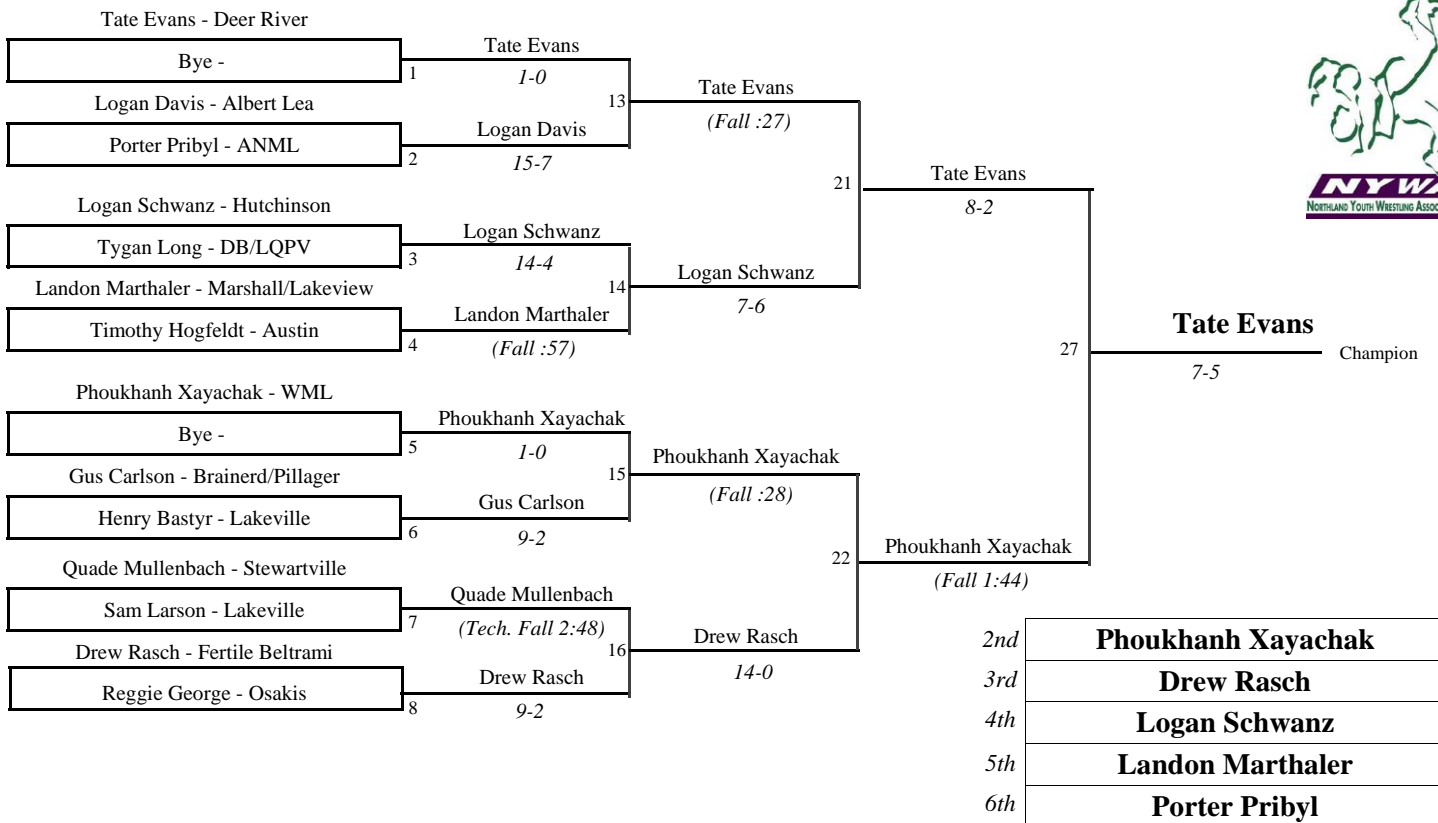 Tate Evans - Deer River
Bye -
1
Logan Davis - Albert Lea
Porter Pribyl - ANML
2
Logan Schwanz - Hutchinson
Tygan Long - DB/LQPV
3
Landon Marthaler - Marshall/Lakeview
Timothy Hogfeldt - Austin
4
Phoukhanh Xayachak - WML
Bye -
5
Gus Carlson - Brainerd/Pillager
Henry Bastyr - Lakeville
6
Quade Mullenbach - Stewartville
Sam Larson - Lakeville
7
Drew Rasch - Fertile Beltrami
Reggie George - Osakis
8
Tate Evans
1-0
13
Logan Davis
15-7
Logan Schwanz
14-4
14
Landon Marthaler
(Fall :57)
Phoukhanh Xayachak
1-0
15
Gus Carlson
9-2
Quade Mullenbach
(Tech. Fall 2:48)
16
Drew Rasch
9-2
Tate Evans
(Fall :27)
21
Logan Schwanz
7-6
Phoukhanh Xayachak
(Fall :28)
22
Drew Rasch
14-0
Tate Evans
8-2
27
Phoukhanh Xayachak
(Fall 1:44)
Tate Evans
7-5
Champion
NYW
NORTHLAND YOUTH WRESTLING
2nd Phoukhanh Xayachak
3rd Drew Rasch
4th Logan Schwanz
5th Landon Marthaler
6th Porter Pribyl